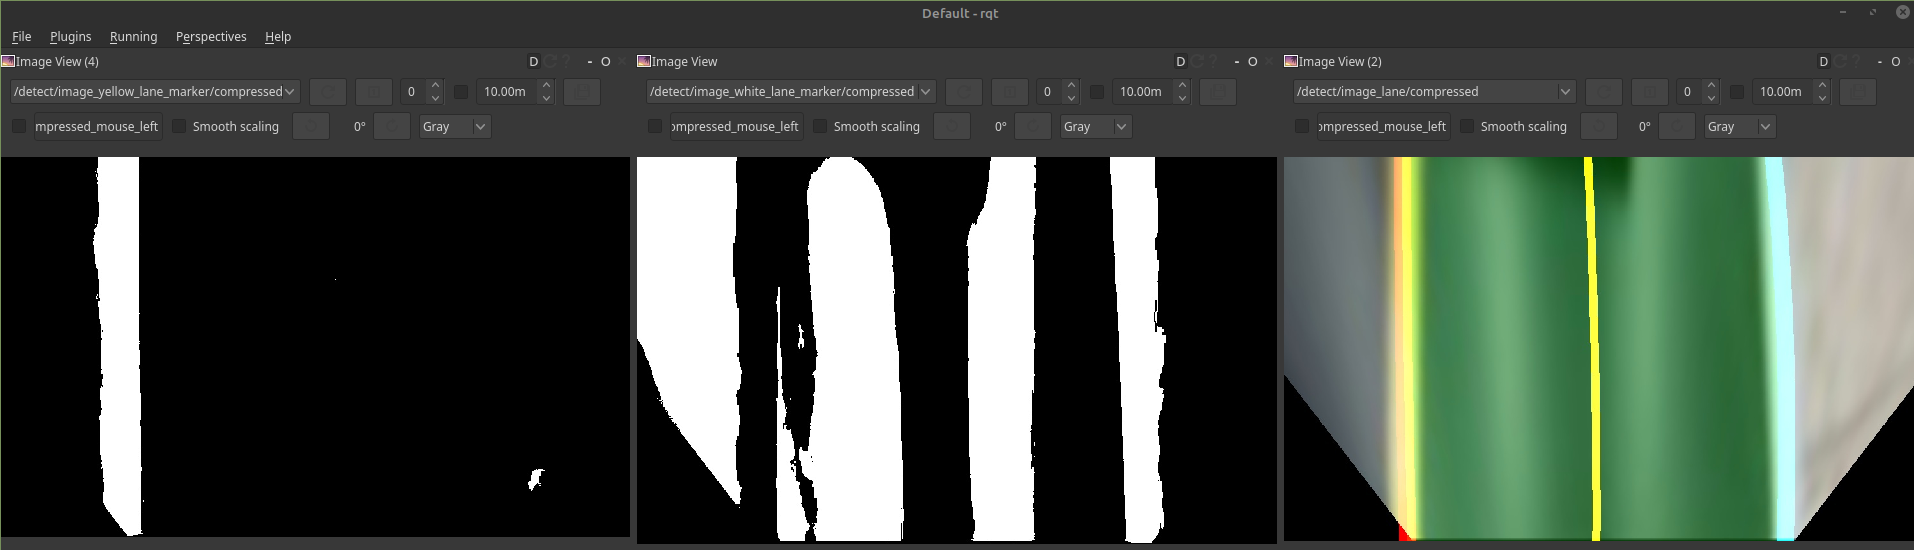 Default - rqt
File Plugins Running Perspectives Help
Image View (4) D - O
Image View D - O
Image View (2) D - O
/detect/image_yellow_lane_marker/compressed 0 10.00m
/detect/image_white_lane_marker/compressed 0 10.00m
/detect/image_lane/compressed 0 10.00m
mpressed_mouse_left Smooth scaling 0° Gray
ompressed_mouse_left Smooth scaling 0° Gray
ompressed_mouse_left Smooth scaling 0° Gray